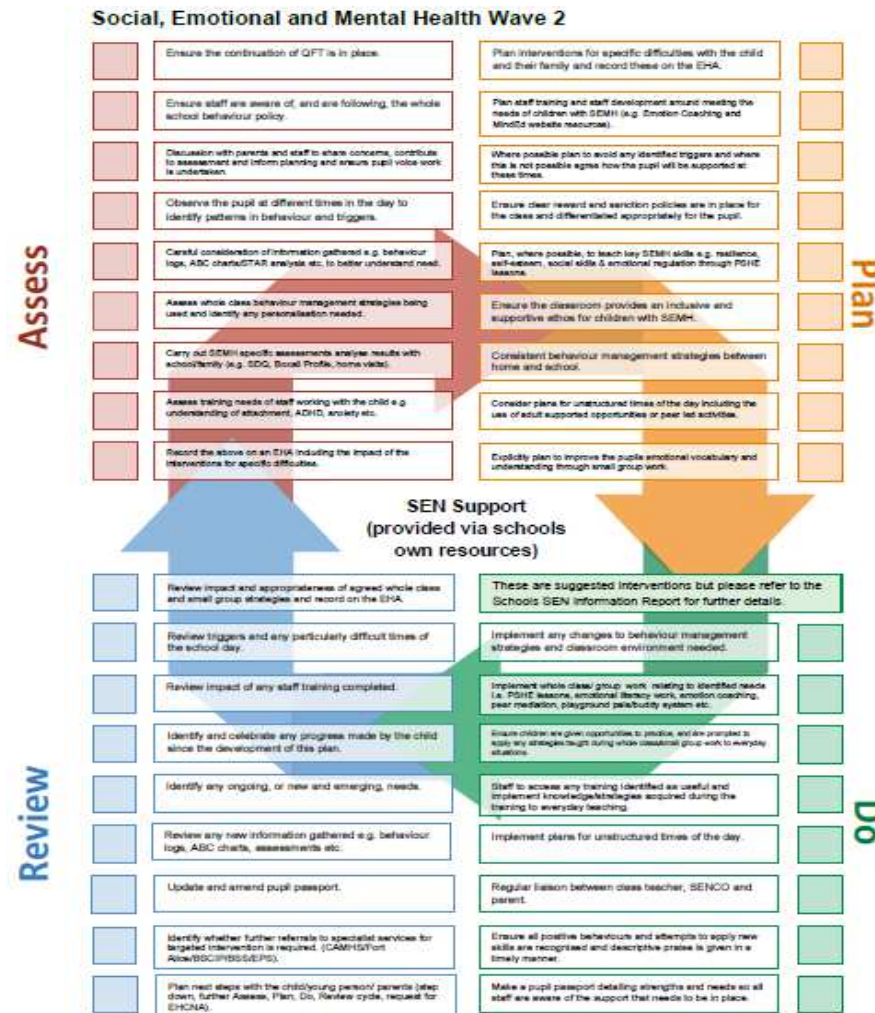 Social, Emotional and Mental Health Wave 2
Assess
Ensure the continuation of QFT is in place.
Ensure staff are aware of, and are following, the whole
school behaviour policy.
Discussion with parents and staff to share concerns, contribute
to assessment and inform planning and ensure pupil voice work
is undertaken.
Observe the pupil at different times in the day to
identify patterns in behaviour and triggers.
Careful consideration of information gathered e.g. behaviour
logs, ABC charts/STAR analysis etc. to better understand need.
Assess whole class behaviour management strategies being
used and identify any personalisation needed.
Carry out SEMH specific assessments analyse results with
school/family (e.g. SDQ, Boxall Profile, home visits).
Assess training needs of staff working with the child e.g.
understanding of attachment, ADHD, anxiety etc.
Record the above on an EHA including the impact of the
interventions for specific difficulties.
Plan
Plan interventions for specific difficulties with the child
and their family and record these on the EHA.
Plan staff training and staff development around meeting the
needs of children with SEMH (e.g. Emotion Coaching and
MindEd website resources).
Where possible plan to avoid any identified triggers and where
this is not possible agree how the pupil will be supported at
these times.
Ensure clear reward and sanction policies are in place for
the class and differentiated appropriately for the pupil.
Plan, where possible, to teach key SEMH skills e.g. resilience,
self-esteem, social skills & emotional regulation through PSHE
lessons.
Ensure the classroom provides an inclusive and
supportive ethos for children with SEMH.
Consistent behaviour management strategies between
home and school.
Consider plans for unstructured times of the day including the
use of adult supported opportunities or peer led activities.
Explicitly plan to improve the pupils emotional vocabulary and
understanding through small group work.
SEN Support
(provided via schools
own resources)
Review
Review impact and appropriateness of agreed whole class
and small group strategies and record on the EHA.
Review triggers and any particularly difficult times of
the school day.
Review impact of any staff training completed.
Identify and celebrate any progress made by the child
since the development of this plan.
Identify any ongoing, or new and emerging, needs.
Review any new information gathered e.g. behaviour
logs, ABC charts, assessments etc.
Update and amend pupil passport.
Identify whether further referrals to specialist services for
targeted intervention is required. (CAMHS/Fort
Alice/BSCIP/BSS/EPS).
Plan next steps with the child/young person/ parents (step
down, further Assess, Plan, Do, Review cycle, request for
EHCNA).
Do
These are suggested interventions but please refer to the
Schools SEN Information Report for further details.
Implement any changes to behaviour management
strategies and classroom environment needed.
Implement whole class/ group work relating to identified needs
i.e. PSHE lessons, emotional literacy work, emotion coaching,
peer mediation, playground pals/buddy system etc.
Ensure children are given opportunities to practice, and are prompted to
apply any strategies taught during whole class/small group work to everyday
situations.
Staff to access any training identified as useful and
implement knowledge/strategies acquired during the
training to everyday teaching.
Implement plans for unstructured times of the day.
Regular liaison between class teacher, SENCO and
parent.
Ensure all positive behaviours and attempts to apply new
skills are recognised and descriptive praise is given in a
timely manner.
Make a pupil passport detailing strengths and needs so all
staff are aware of the support that needs to be in place.